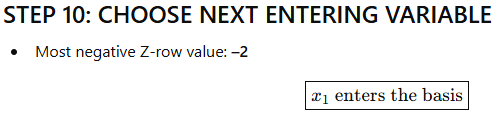 STEP 10: CHOOSE NEXT ENTERING VARIABLE
• Most negative Z-row value: –2
x₁ enters the basis